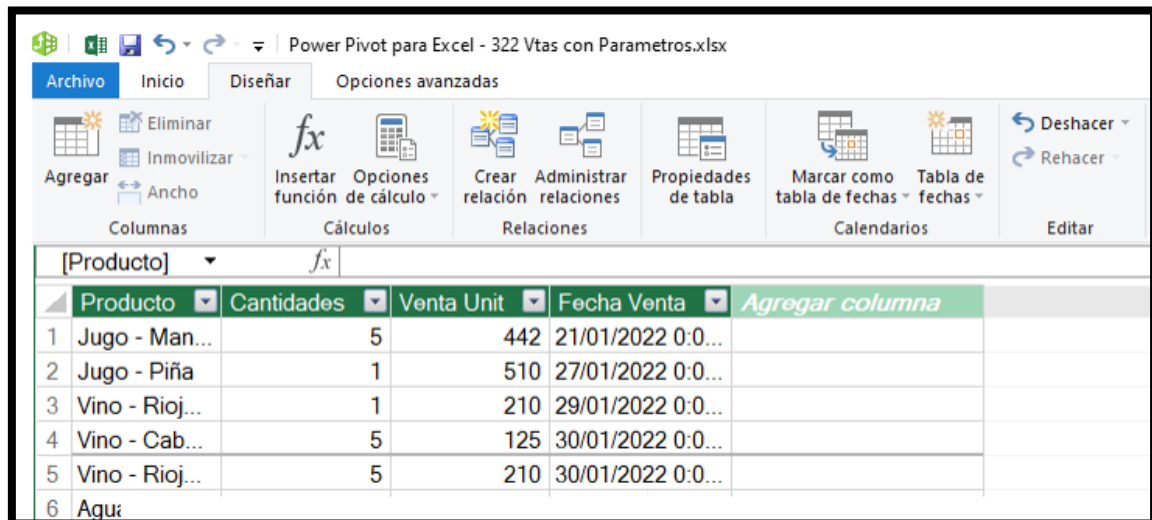 Power Pivot para Excel - 322 Vtas con Parametros.xlsx
Archivo Inicio Diseñar Opciones avanzadas
Agregar
Eliminar
Inmovilizar
Ancho
Columnas
fx
Insertar función
Opciones de cálculo
Cálculos
Crear relación
Administrar relaciones
Relaciones
Propiedades de tabla
Marcar como tabla de fechas
Tabla de fechas
Calendarios
Deshacer
Rehacer
Editar
[Producto] fx
Producto Cantidades Venta Unit Fecha Venta Agregar columna
1 Jugo - Man... 5 442 21/01/2022 0:0...
2 Jugo - Piña 1 510 27/01/2022 0:0...
3 Vino - Rioj... 1 210 29/01/2022 0:0...
4 Vino - Cab... 5 125 30/01/2022 0:0...
5 Vino - Rioj... 5 210 30/01/2022 0:0...
6 Agua